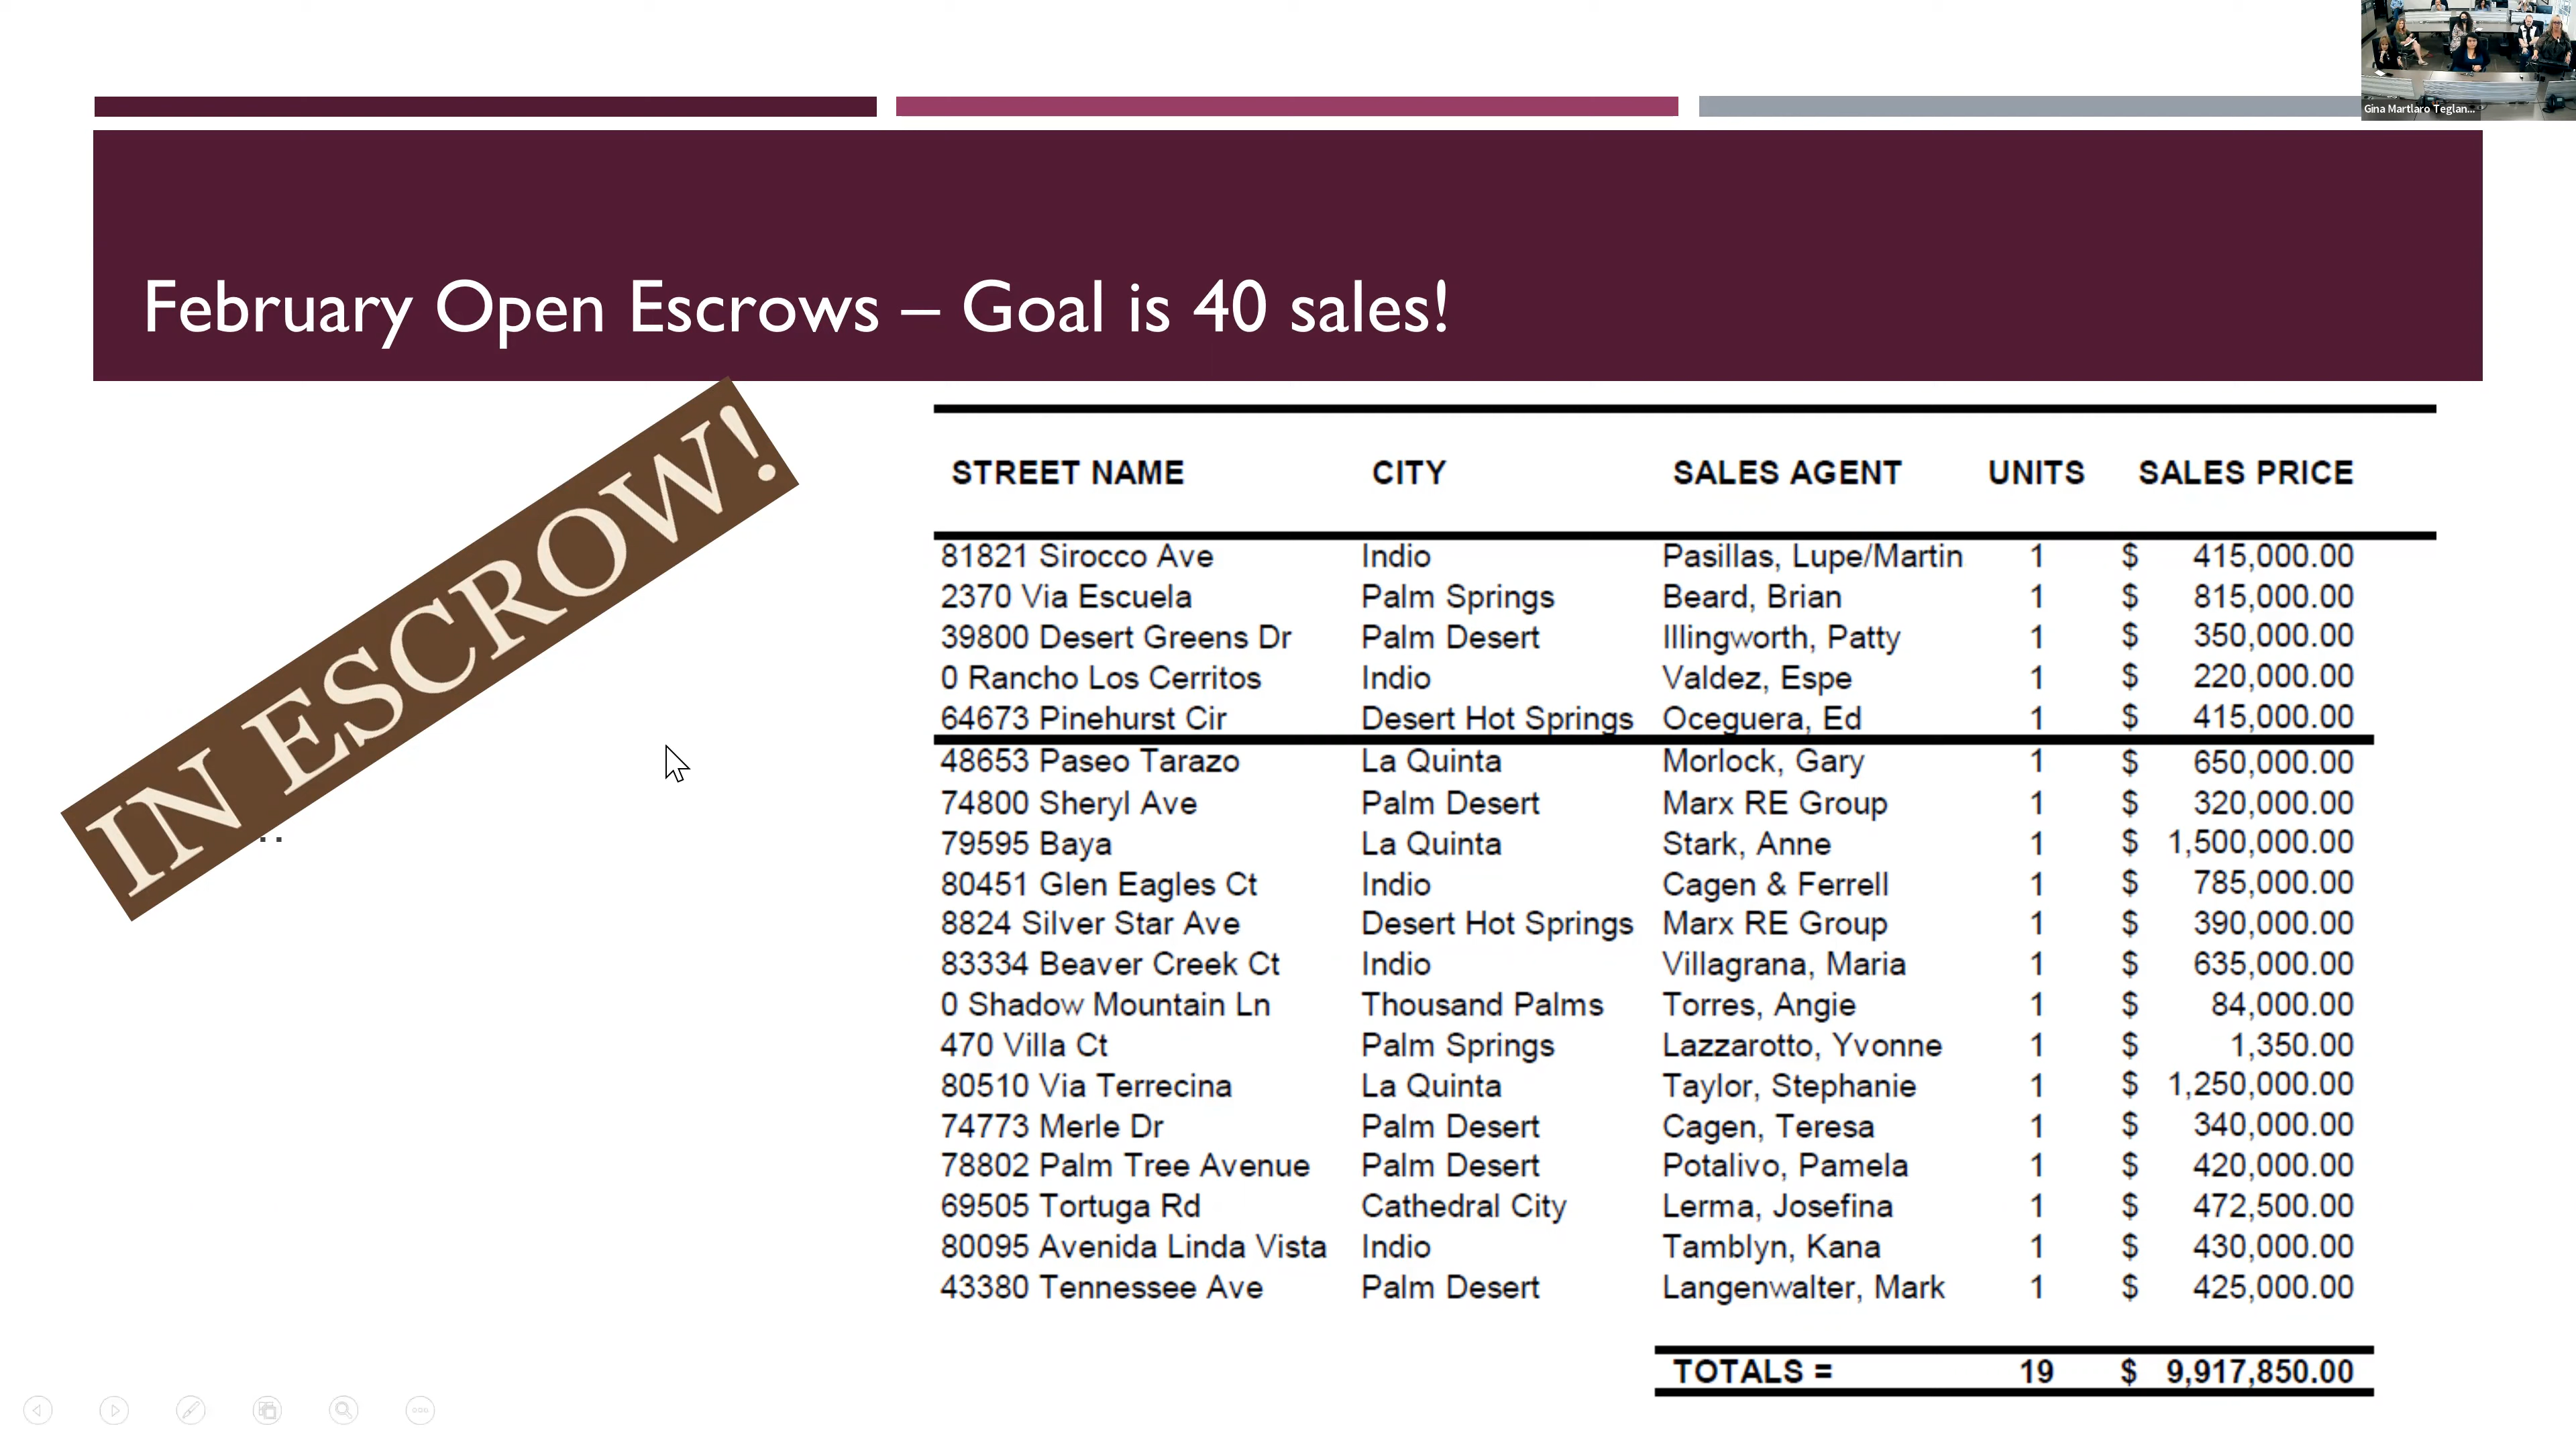 Gina Martlaro Teglan...
February Open Escrows – Goal is 40 sales!
IN ESCROW!
STREET NAME CITY SALES AGENT UNITS SALES PRICE
81821 Sirocco Ave Indio Pasillas, Lupe/Martin 1 $ 415,000.00
2370 Via Escuela Palm Springs Beard, Brian 1 $ 815,000.00
39800 Desert Greens Dr Palm Desert Illingworth, Patty 1 $ 350,000.00
0 Rancho Los Cerritos Indio Valdez, Espe 1 $ 220,000.00
64673 Pinehurst Cir Desert Hot Springs Oceguera, Ed 1 $ 415,000.00
48653 Paseo Tarazo La Quinta Morlock, Gary 1 $ 650,000.00
74800 Sheryl Ave Palm Desert Marx RE Group 1 $ 320,000.00
79595 Baya La Quinta Stark, Anne 1 $ 1,500,000.00
80451 Glen Eagles Ct Indio Cagen & Ferrell 1 $ 785,000.00
8824 Silver Star Ave Desert Hot Springs Marx RE Group 1 $ 390,000.00
83334 Beaver Creek Ct Indio Villagrana, Maria 1 $ 635,000.00
0 Shadow Mountain Ln Thousand Palms Torres, Angie 1 $ 84,000.00
470 Villa Ct Palm Springs Lazzarotto, Yvonne 1 $ 1,350.00
80510 Via Terrecina La Quinta Taylor, Stephanie 1 $ 1,250,000.00
74773 Merle Dr Palm Desert Cagen, Teresa 1 $ 340,000.00
78802 Palm Tree Avenue Palm Desert Potalivo, Pamela 1 $ 420,000.00
69505 Tortuga Rd Cathedral City Lerma, Josefina 1 $ 472,500.00
80095 Avenida Linda Vista Indio Tamblyn, Kana 1 $ 430,000.00
43380 Tennessee Ave Palm Desert Langenwalter, Mark 1 $ 425,000.00
TOTALS = 19 $ 9,917,850.00